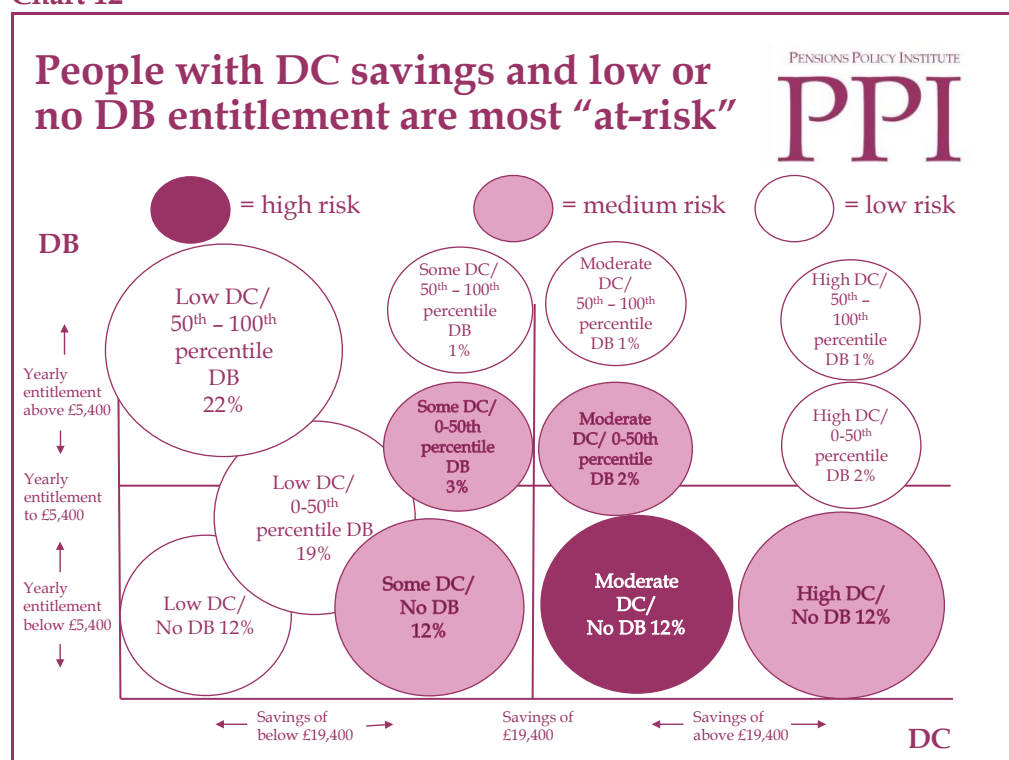 Chart 12
People with DC savings and low or
no DB entitlement are most “at-risk”
PENSIONS POLICY INSTITUTE
PPI
= high risk
= medium risk
= low risk
DB
Low DC/
50th – 100th
percentile
DB
22%
Some DC/
50th – 100th
percentile
DB
1%
Moderate
DC/
50th – 100th
percentile
DB 1%
High DC/
50th –
100th
percentile
DB 1%
Yearly
entitlement
above £5,400
Some DC/
0-50th
percentile
DB
3%
Moderate
DC/ 0-50th
percentile
DB 2%
High DC/
0-50th
percentile
DB 2%
Yearly
entitlement
to £5,400
Low DC/
0-50th
percentile DB
19%
Yearly
entitlement
below £5,400
Low DC/
No DB 12%
Some DC/
No DB
12%
Moderate
DC/
No DB 12%
High DC/
No DB 12%
Savings of
below £19,400
Savings of
£19,400
Savings of
above £19,400
DC